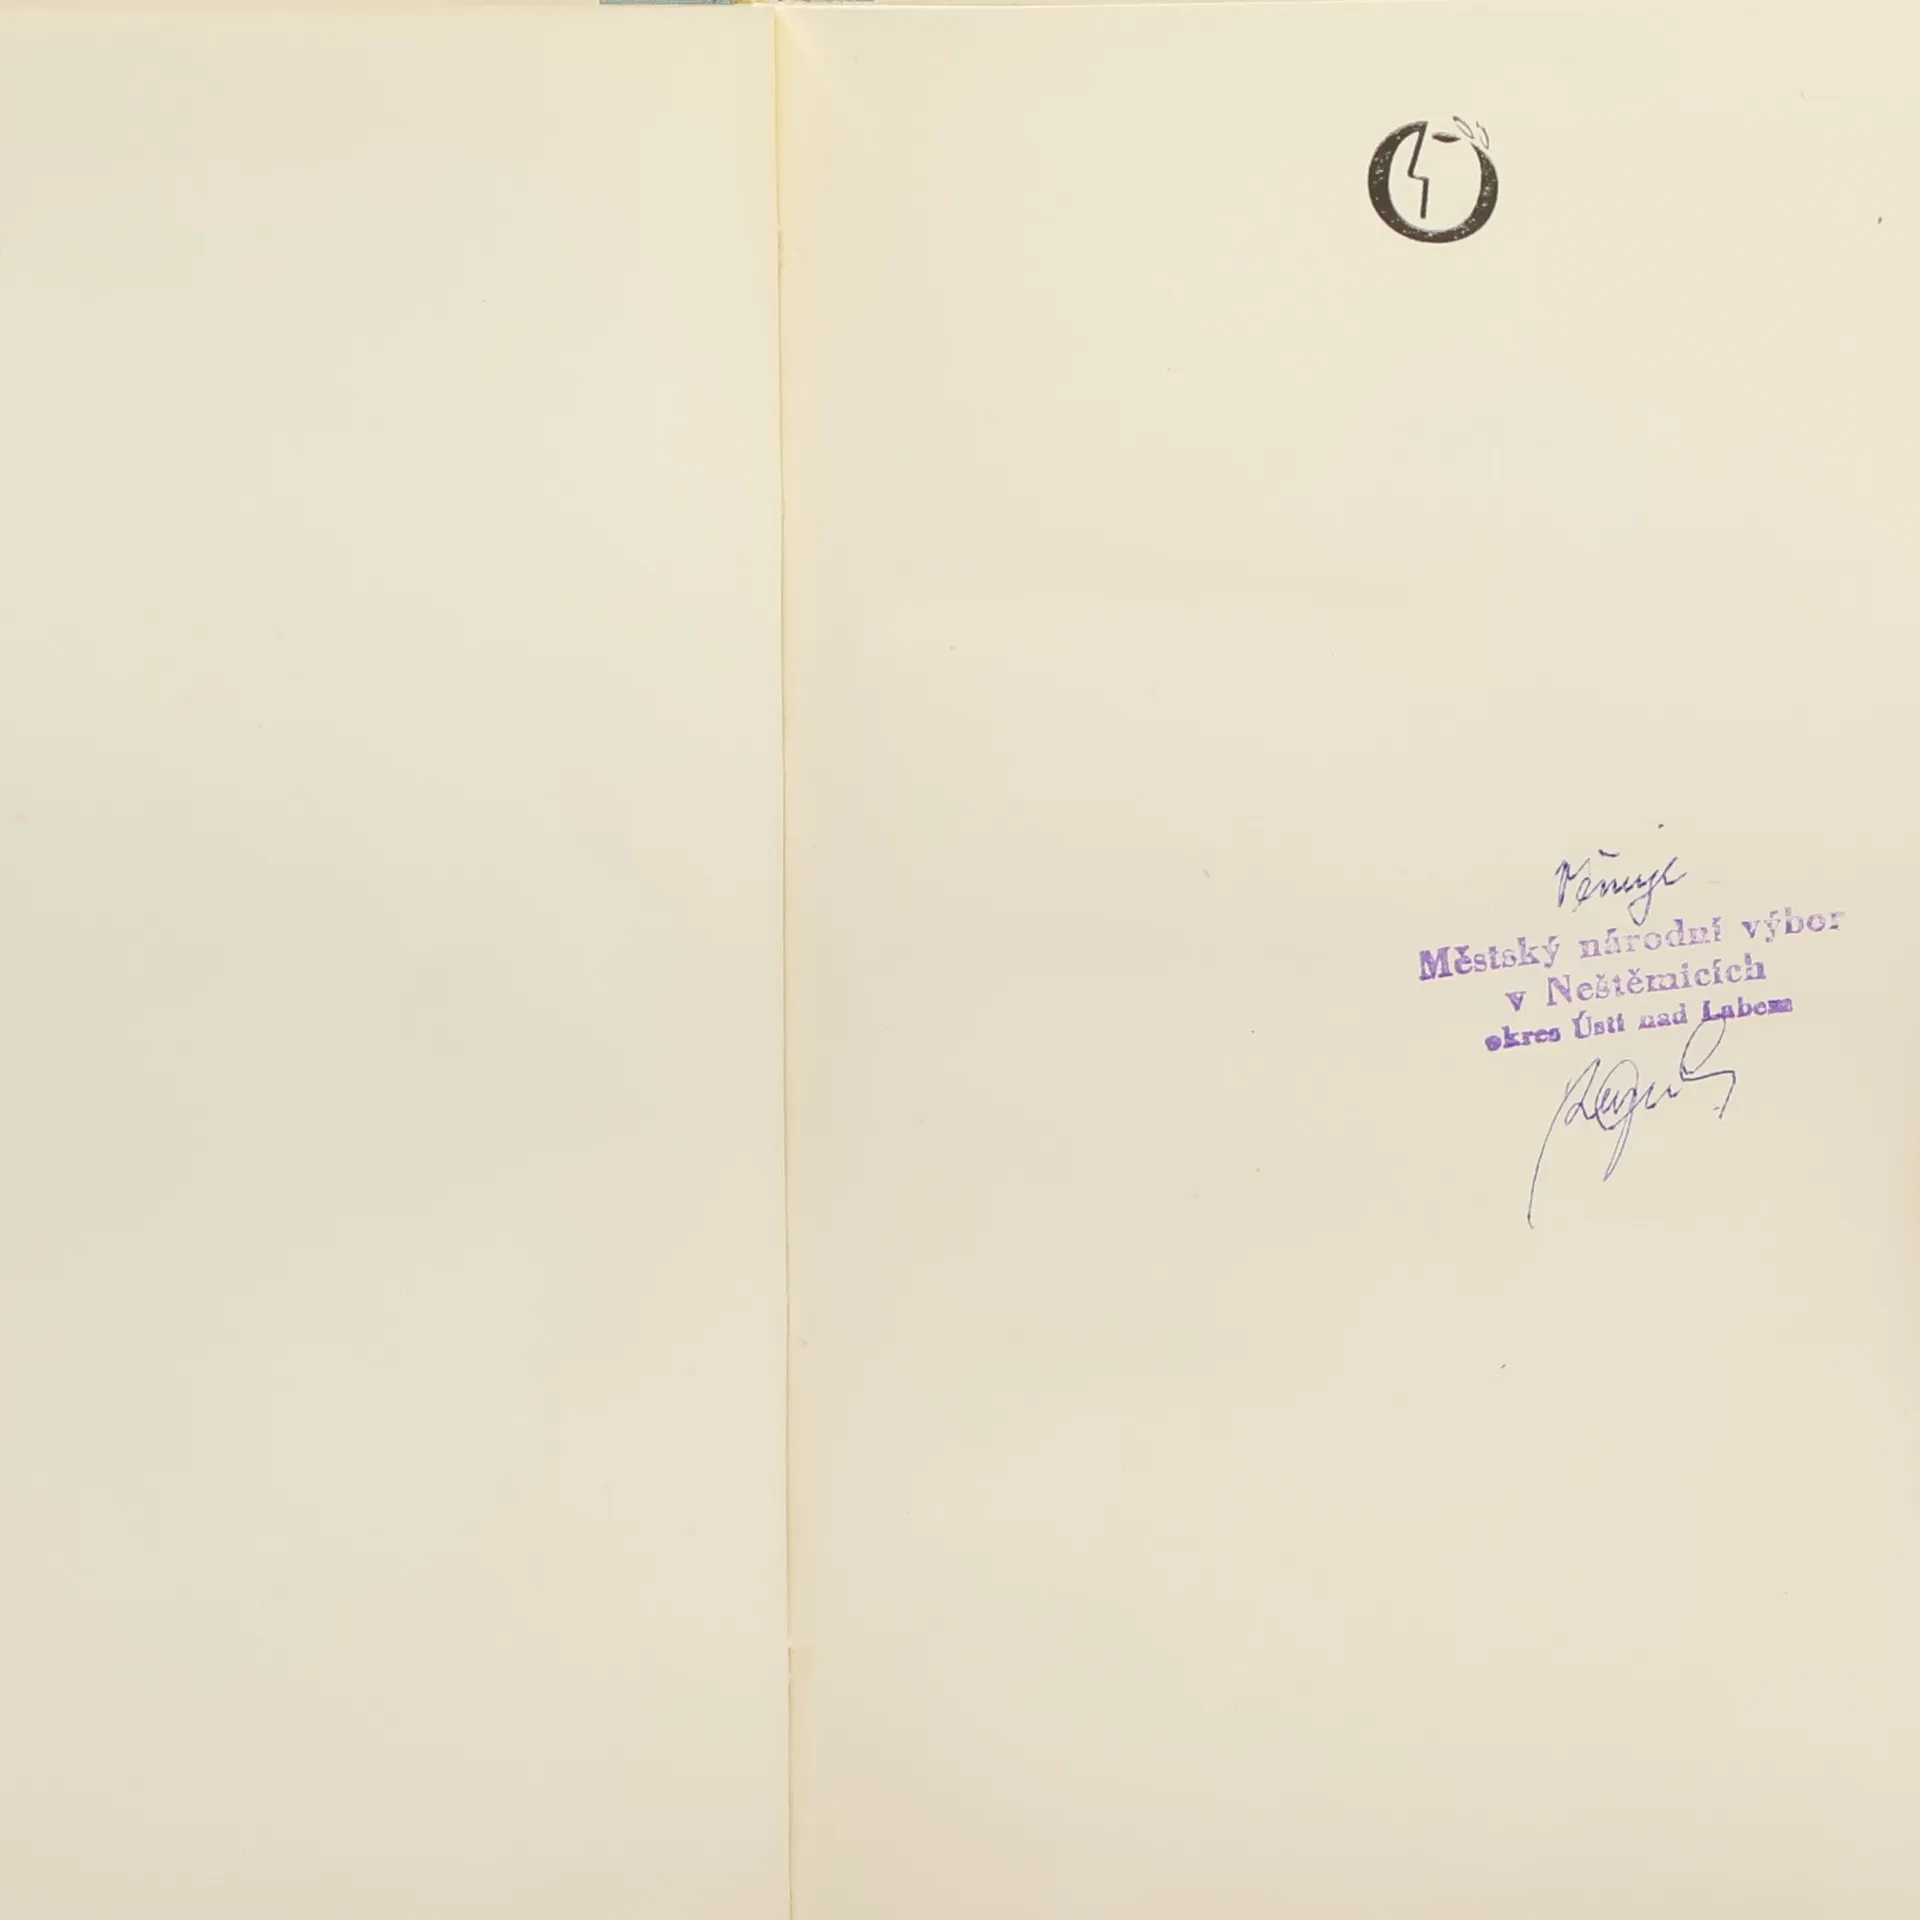 Věnuje
Městský národní výbor
v Neštěmicích
okres Ústí nad Labem